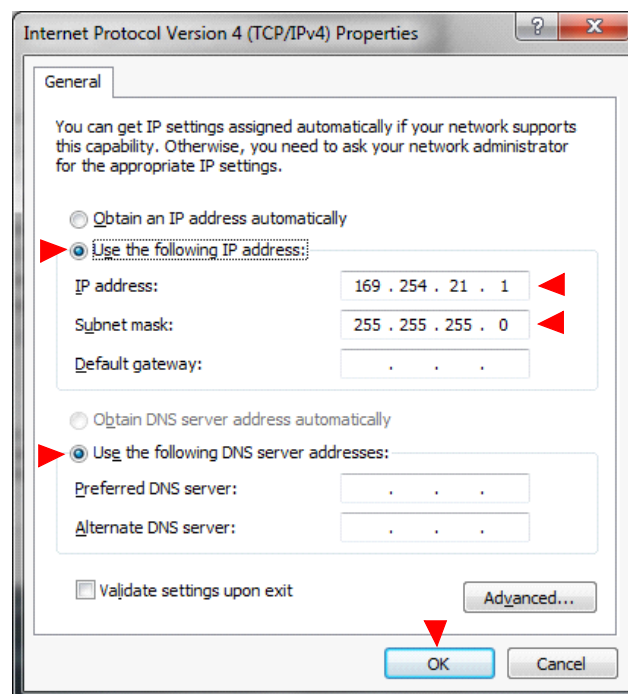 Internet Protocol Version 4 (TCP/IPv4) Properties
General
You can get IP settings assigned automatically if your network supports
this capability. Otherwise, you need to ask your network administrator
for the appropriate IP settings.
Obtain an IP address automatically
Use the following IP address:
IP address: 169 . 254 . 21 . 1
Subnet mask: 255 . 255 . 255 . 0
Default gateway: . . .
Obtain DNS server address automatically
Use the following DNS server addresses:
Preferred DNS server: . . .
Alternate DNS server: . . .
Validate settings upon exit
Advanced...
OK Cancel